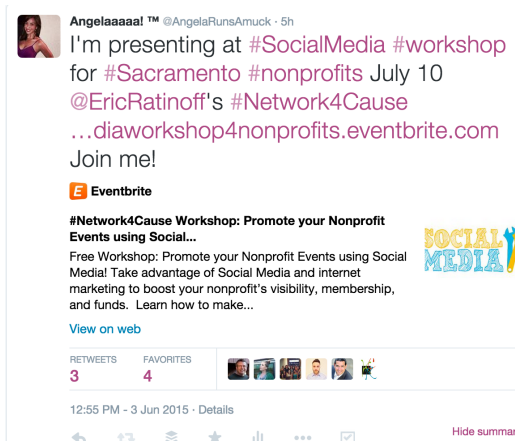 Angelaaaaa! ™ @AngelaRunsAmuck · 5h
I'm presenting at #SocialMedia #workshop
for #Sacramento #nonprofits July 10
@EricRatinoff's #Network4Cause
…diaworkshop4nonprofits.eventbrite.com
Join me!
E Eventbrite
#Network4Cause Workshop: Promote your Nonprofit
Events using Social...
Free Workshop: Promote your Nonprofit Events using Social
Media! Take advantage of Social Media and internet
marketing to boost your nonprofit's visibility, membership,
and funds. Learn how to make...
SOCIAL
MEDIA
View on web
RETWEETS FAVORITES
3 4
12:55 PM - 3 Jun 2015 · Details
Hide summar